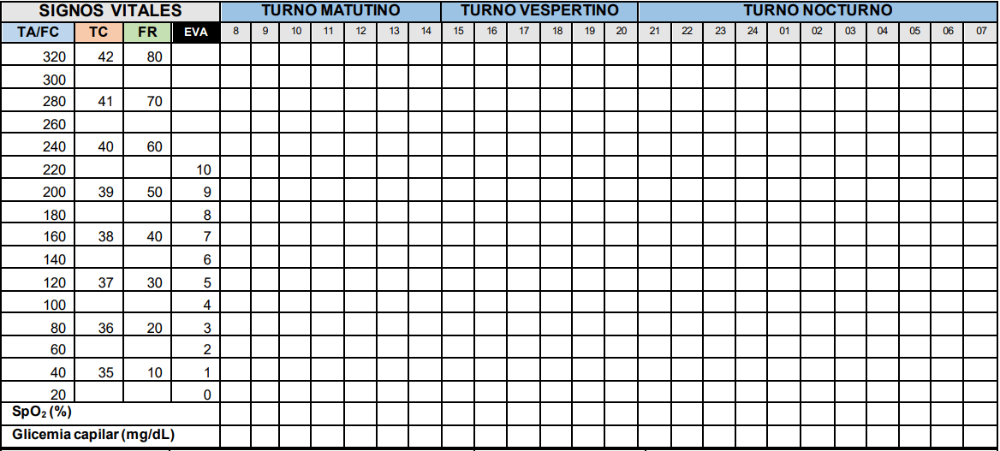 SIGNOS VITALES TURNO MATUTINO TURNO VESPERTINO TURNO NOCTURNO
TA/FC TC FR EVA 8 9 10 11 12 13 14 15 16 17 18 19 20 21 22 23 24 01 02 03 04 05 06 07
320 42 80
300
280 41 70
260
240 40 60
220 10
200 39 50 9
180 8
160 38 40 7
140 6
120 37 30 5
100 4
80 36 20 3
60 2
40 35 10 1
20 0
SpO₂ (%)
Glicemia capilar (mg/dL)